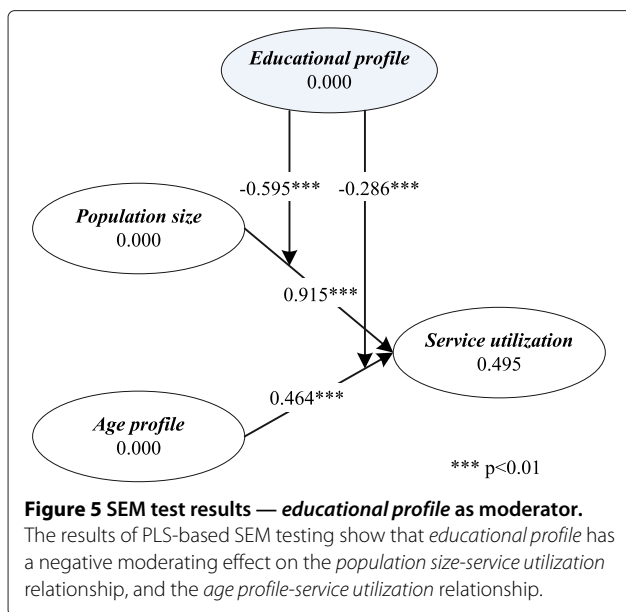 Educational profile
0.000
-0.595*** -0.286***
Population size
0.000
0.915***
Service utilization
0.495
0.464***
Age profile
0.000
*** p<0.01
Figure 5 SEM test results — educational profile as moderator.
The results of PLS-based SEM testing show that educational profile has
a negative moderating effect on the population size-service utilization
relationship, and the age profile-service utilization relationship.